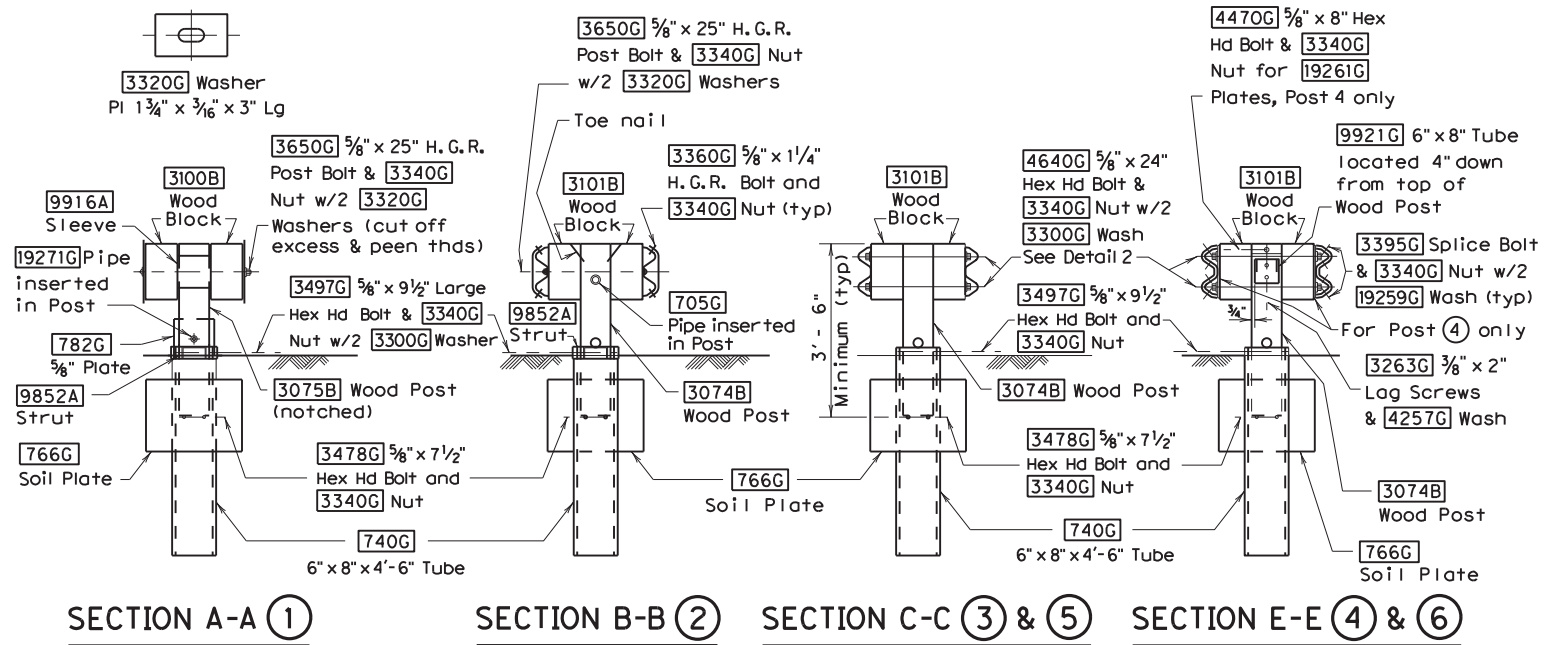 3320G Washer
Pl 1¾" x 3/16" x 3" Lg
3650G ⅝" x 25" H.G.R.
Post Bolt & 3340G
Nut w/2 3320G
Washers (cut off
excess & peen thds)
3100B
Wood
Block
9916A
Sleeve
19271G Pipe
inserted
in Post
782G
⅝" Plate
9852A
Strut
766G
Soil Plate
3497G ⅝" x 9½" Large
Hex Hd Bolt & 3340G
Nut w/2 3300G Washer
3075B Wood Post
(notched)
3478G ⅝" x 7½"
Hex Hd Bolt and
3340G Nut
740G
6" x 8" x 4'-6" Tube
SECTION A-A 1
3650G ⅝" x 25" H.G.R.
Post Bolt & 3340G Nut
w/2 3320G Washers
Toe nail
3101B
Wood
Block
3360G ⅝" x 1¼"
H.G.R. Bolt and
3340G Nut (typ)
9852A
Strut
705G
Pipe inserted
in Post
3074B
Wood Post
766G
Soil Plate
SECTION B-B 2
3101B
Wood
Block
3'- 6"
Minimum (typ)
4640G ⅝" x 24"
Hex Hd Bolt &
3340G Nut w/2
3300G Wash
See Detail 2
3497G ⅝" x 9½"
Hex Hd Bolt and
3340G Nut
3074B Wood Post
3478G ⅝" x 7½"
Hex Hd Bolt and
3340G Nut
740G
6" x 8" x 4'-6" Tube
SECTION C-C 3 & 5
4470G ⅝" x 8" Hex
Hd Bolt & 3340G
Nut for 19261G
Plates, Post 4 only
9921G 6" x 8" Tube
located 4" down
from top of
Wood Post
3101B
Wood
Block
3395G Splice Bolt
& 3340G Nut w/2
19259G Wash (typ)
¾"
For Post 4 only
3263G ⅜" x 2"
Lag Screws
& 4257G Wash
3074B
Wood Post
766G
Soil Plate
SECTION E-E 4 & 6